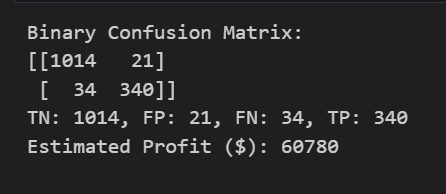 Binary Confusion Matrix:
[[1014   21]
 [  34  340]]
TN: 1014, FP: 21, FN: 34, TP: 340
Estimated Profit ($): 60780